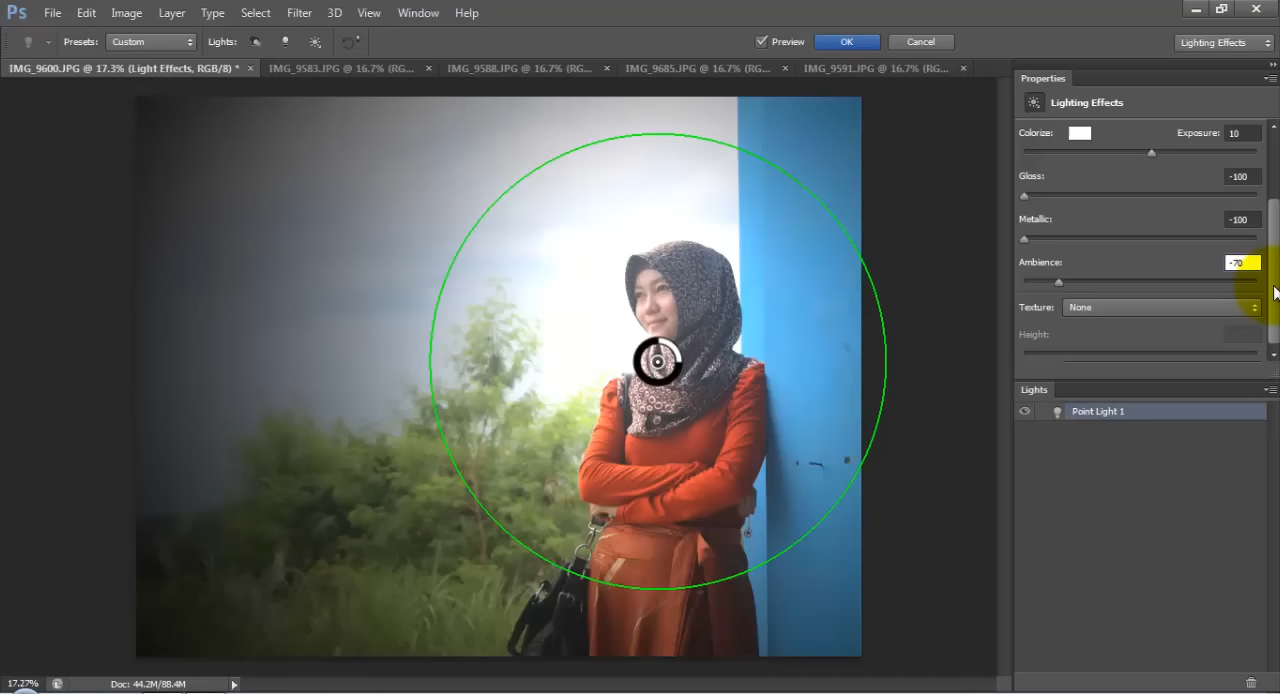 Ps File Edit Image Layer Type Select Filter 3D View Window Help
Presets: Custom Lights: Preview OK Cancel Lighting Effects
IMG_9600.JPG @ 17.3% (Light Effects, RGB/8) * × IMG_9583.JPG @ 16.7% (RG... × IMG_9588.JPG @ 16.7% (RG... × IMG_9685.JPG @ 16.7% (RG... × IMG_9591.JPG @ 16.7% (RG... ×
Properties
Lighting Effects
Colorize: Exposure: 10
Gloss: -100
Metallic: -100
Ambience: -70
Texture: None
Height:
Lights
Point Light 1
17.27% Doc: 44.2M/88.4M